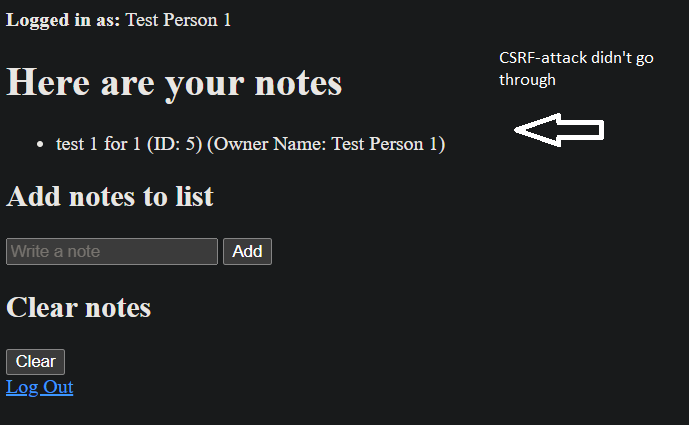 Logged in as: Test Person 1
CSRF-attack didn't go
through
Here are your notes
• test 1 for 1 (ID: 5) (Owner Name: Test Person 1)
Add notes to list
Write a note Add
Clear notes
Clear
Log Out